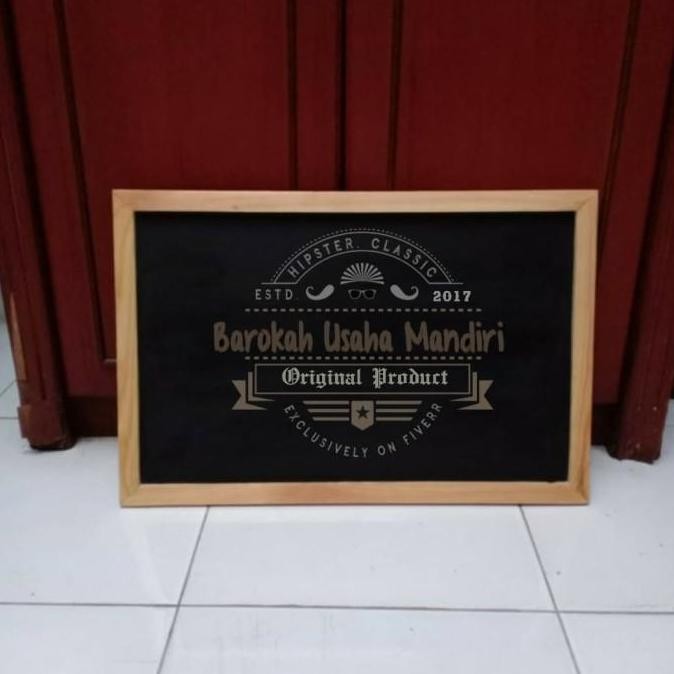 HIPSTER. CLASSIC
ESTD. 2017
Barokah Usaha Mandiri
Original Product
EXCLUSIVELY ON FIVERR